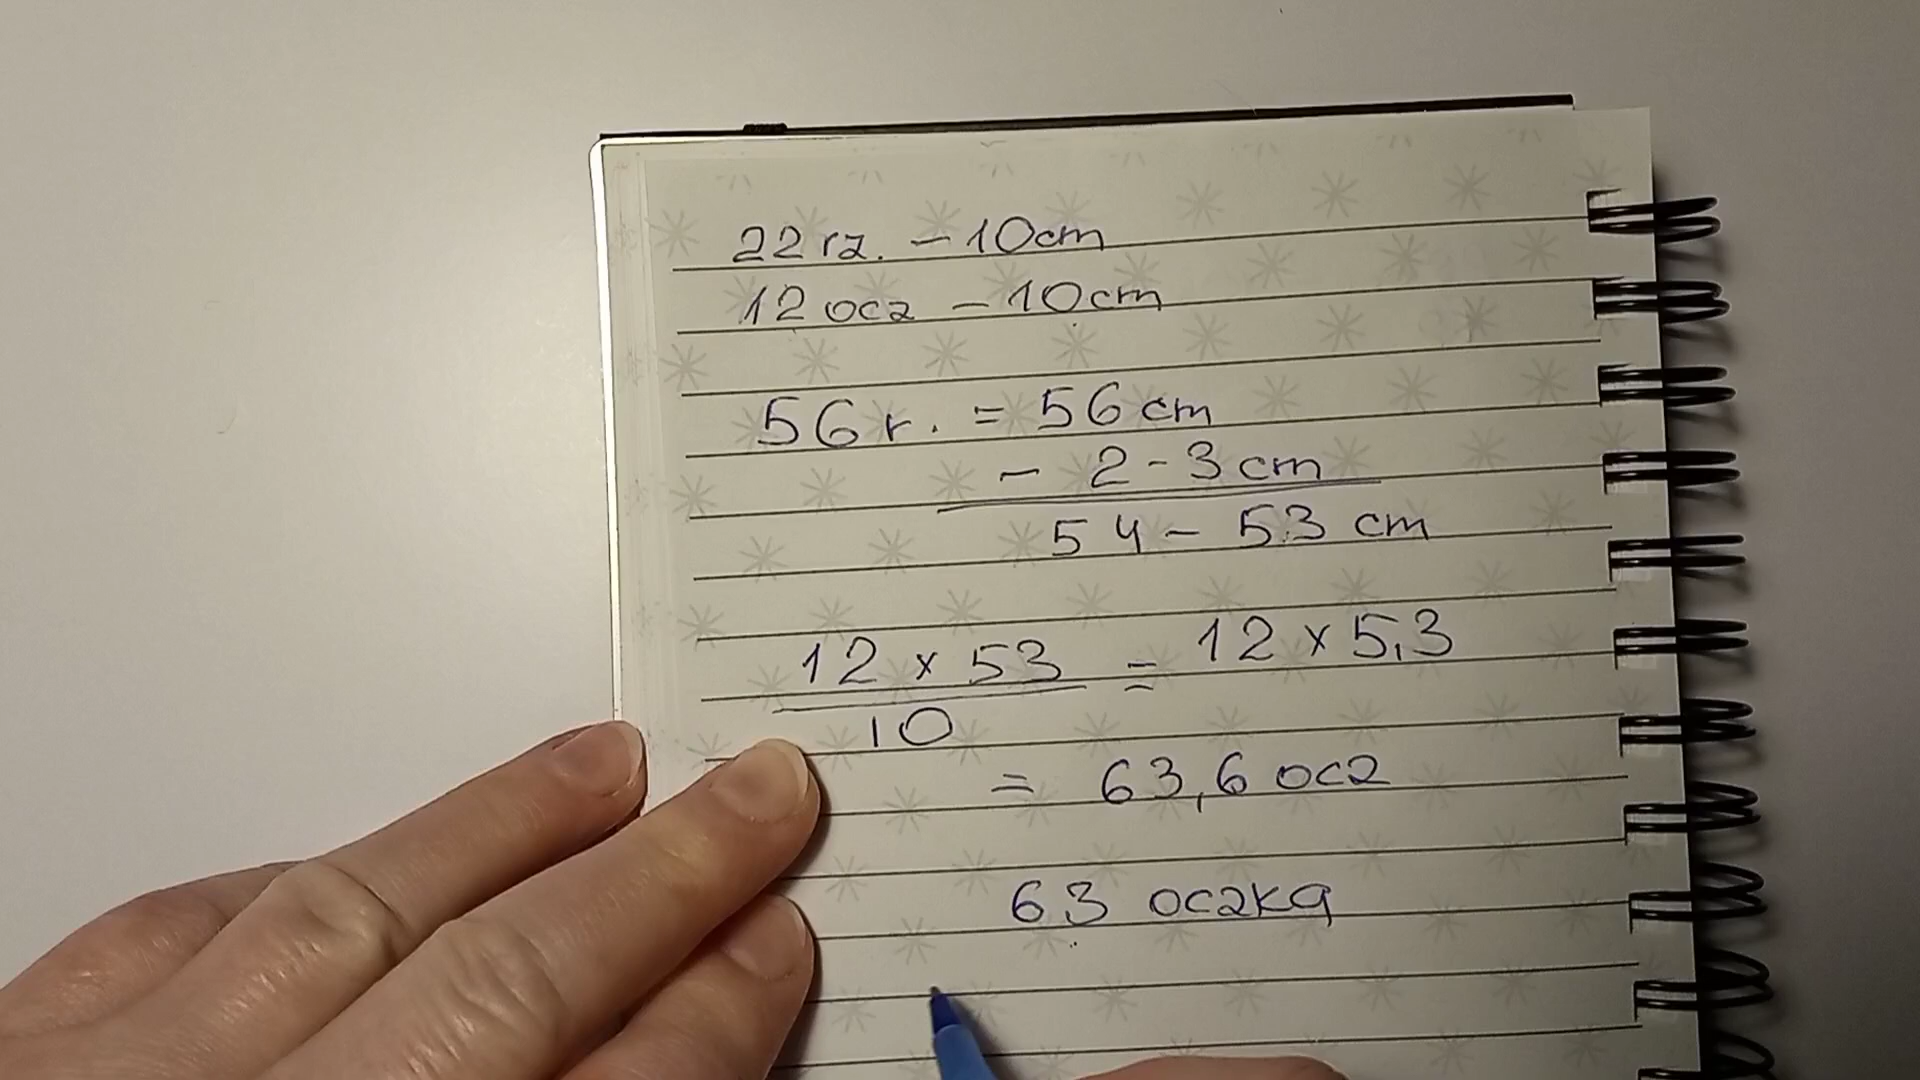 22 rz. - 10cm
12 ocz - 10cm
56 r. = 56 cm
- 2 - 3 cm
54 - 53 cm
12 x 53 = 12 x 5,3
10
= 63,6 ocz
63 oczka